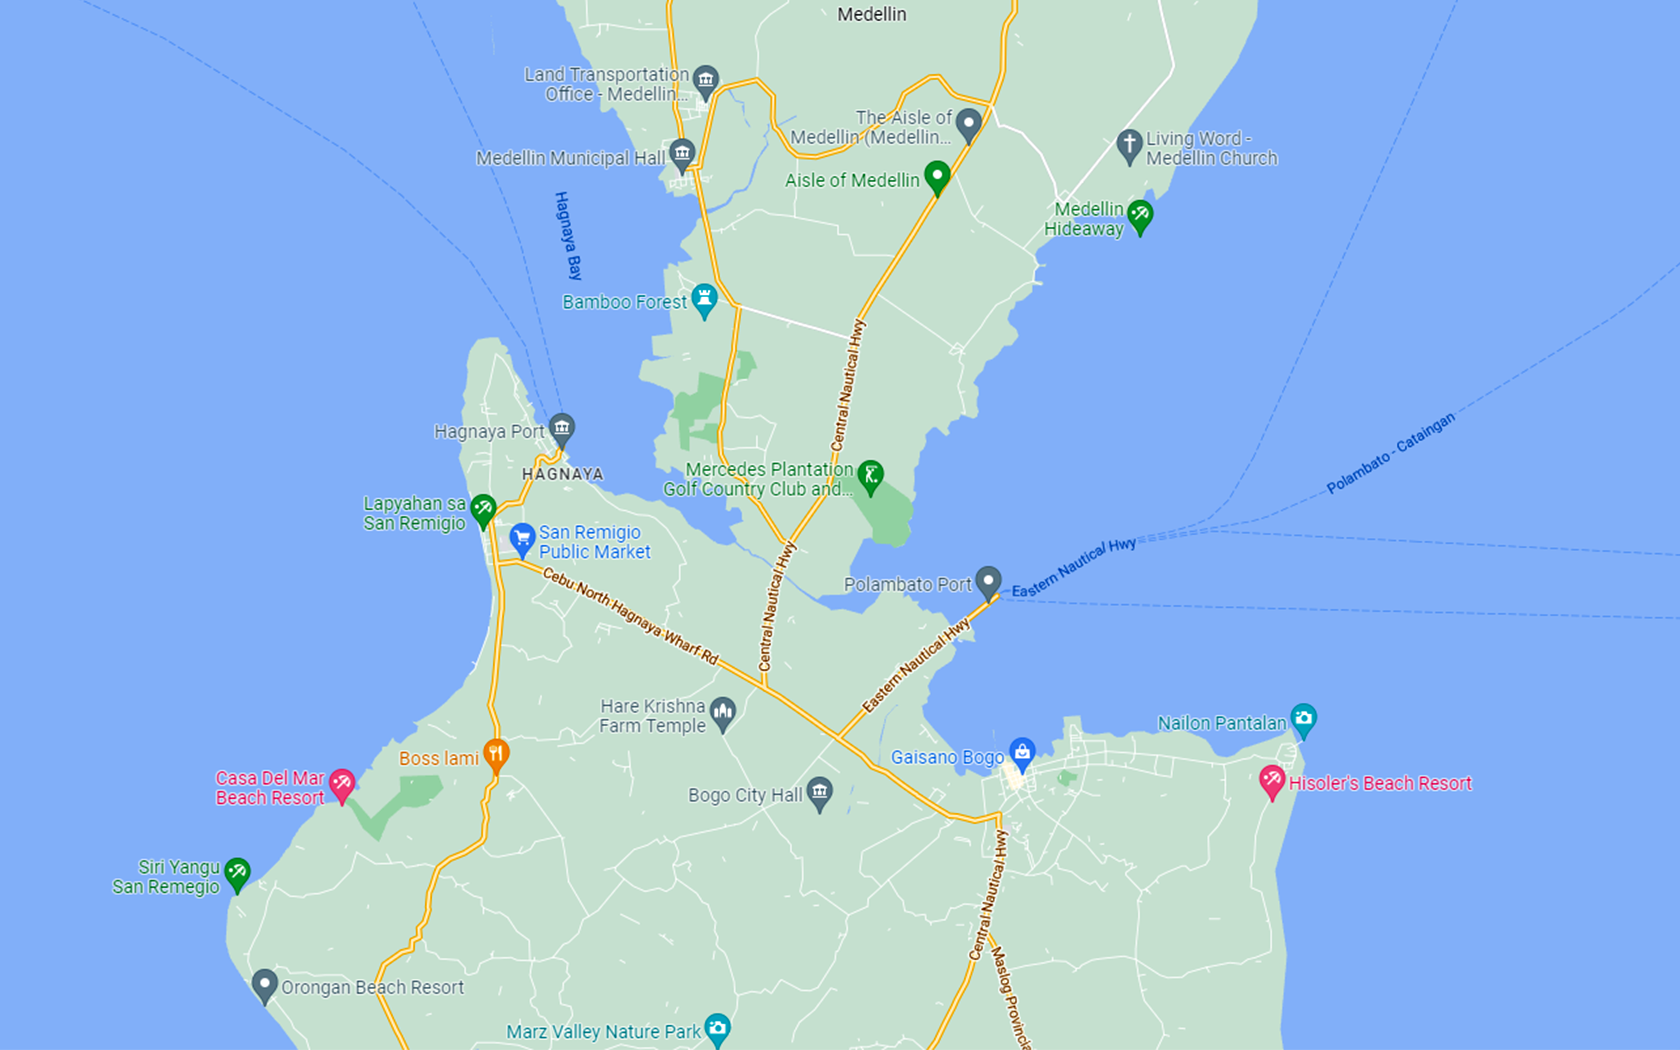 Medellin
Land Transportation
Office - Medellin...
The Aisle of
Medellin (Medellin...
Living Word -
Medellin Church
Medellin Municipal Hall
Aisle of Medellin
Medellin
Hideaway
Hagnaya Bay
Bamboo Forest
Central Nautical Hwy
Hagnaya Port
HAGNAYA
Mercedes Plantation
Golf Country Club and...
Polambato - Cataingan
Lapyahan sa
San Remigio
San Remigio
Public Market
Eastern Nautical Hwy
Central Nautical Hwy
Polambato Port
Cebu North Hagnaya Wharf Rd
Eastern Nautical Hwy
Hare Krishna
Farm Temple
Nailon Pantalan
Boss lami
Gaisano Bogo
Casa Del Mar
Beach Resort
Hisoler's Beach Resort
Bogo City Hall
Siri Yangu
San Remegio
Central Nautical Hwy
Orongan Beach Resort
Maslog Provincia
Marz Valley Nature Park